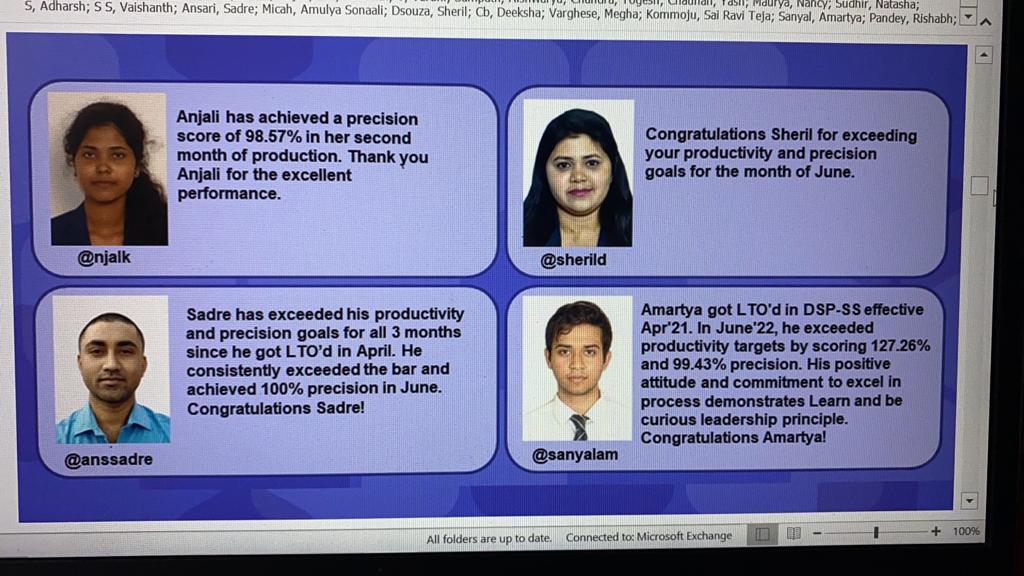 S, Adharsh; S S, Vaishanth; Ansari, Sadre; Micah, Amulya Sonaali; Dsouza, Sheril; Cb, Deeksha; Varghese, Megha; Kommoju, Sai Ravi Teja; Sanyal, Amartya; Pandey, Rishabh;
Anjali has achieved a precision
score of 98.57% in her second
month of production. Thank you
Anjali for the excellent
performance.
@njalk
Congratulations Sheril for exceeding
your productivity and precision
goals for the month of June.
@sherild
Sadre has exceeded his productivity
and precision goals for all 3 months
since he got LTO'd in April. He
consistently exceeded the bar and
achieved 100% precision in June.
Congratulations Sadre!
@anssadre
Amartya got LTO'd in DSP-SS effective
Apr'21. In June'22, he exceeded
productivity targets by scoring 127.26%
and 99.43% precision. His positive
attitude and commitment to excel in
process demonstrates Learn and be
curious leadership principle.
Congratulations Amartya!
@sanyalam
All folders are up to date. Connected to: Microsoft Exchange 100%